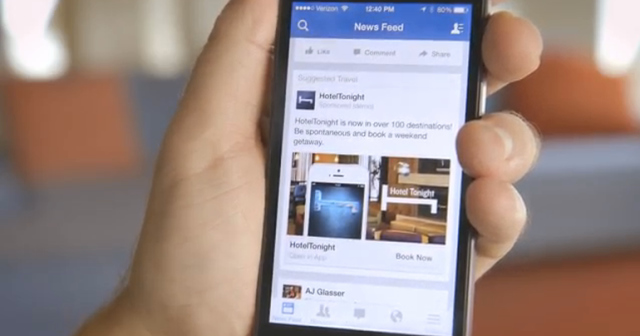 Verizon 12:40 PM 60%
News Feed
Like Comment Share
Suggested Travel
HotelTonight
Sponsored
HotelTonight is now in over 100 destinations!
Be spontaneous and book a weekend
getaway.
Hotel Tonight
HotelTonight
Open in App Book Now
AJ Glasser
News Feed